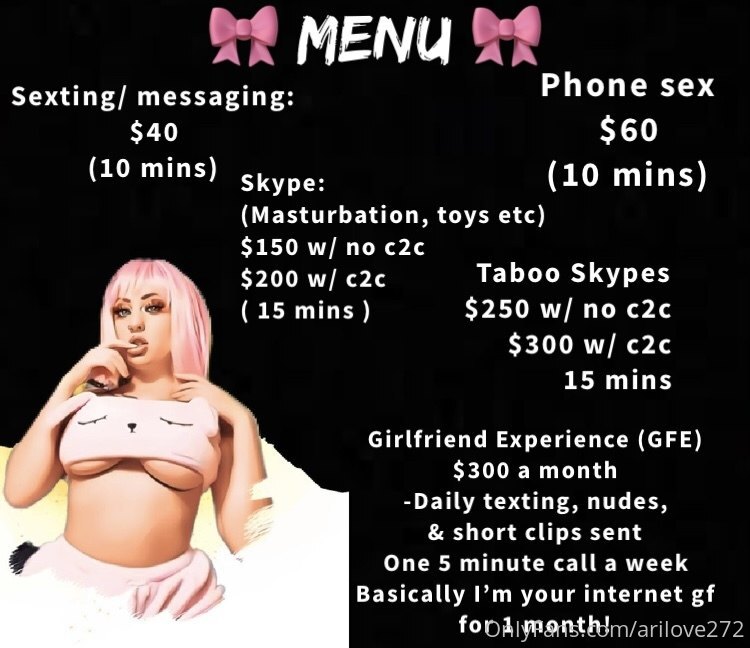 MENU
Sexting/ messaging:
$40
(10 mins)
Phone sex
$60
(10 mins)
Skype:
(Masturbation, toys etc)
$150 w/ no c2c
$200 w/ c2c
( 15 mins )
Taboo Skypes
$250 w/ no c2c
$300 w/ c2c
15 mins
Girlfriend Experience (GFE)
$300 a month
-Daily texting, nudes,
& short clips sent
One 5 minute call a week
Basically I’m your internet gf
for 1 month!
OnlyFans.com/arilove272